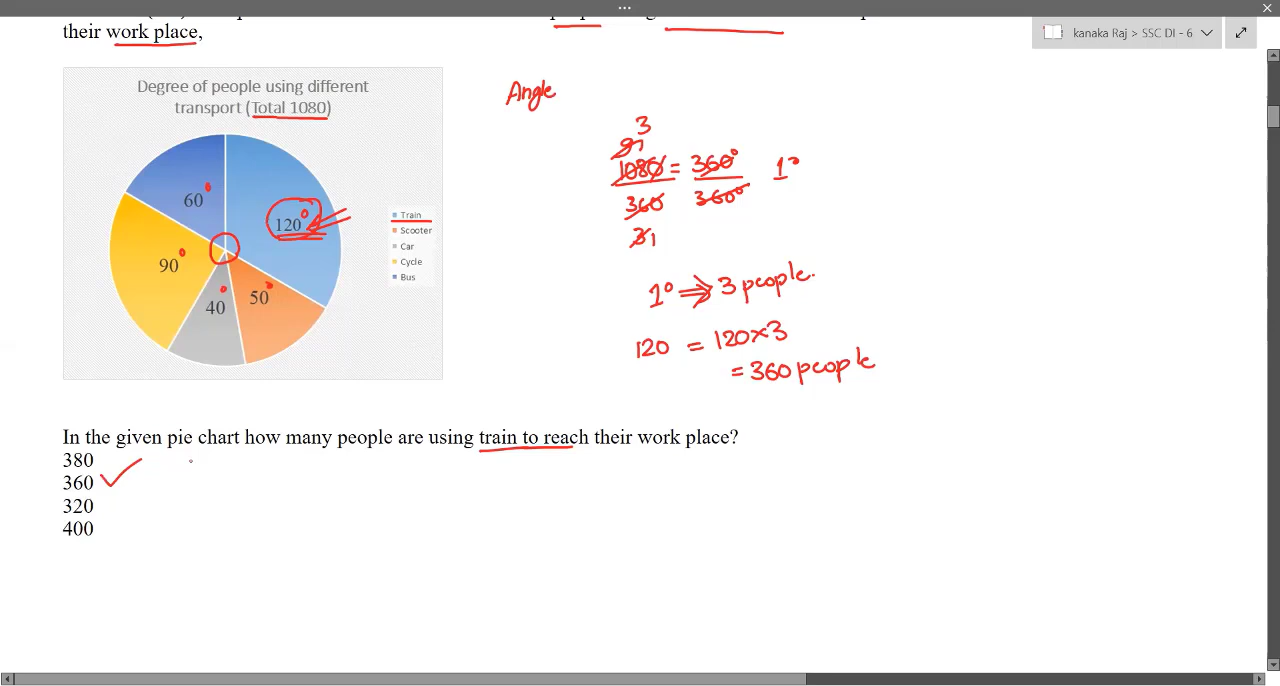 their work place,
kanaka Raj > SSC DI - 6
Degree of people using different
transport (Total 1080)
60
120°
90
40
50
Train
Scooter
Car
Cycle
Bus
Angle
3
1080 = 360° 1°
360 360°
3 1
1° ⇒ 3 people.
120 = 120×3
= 360 people
In the given pie chart how many people are using train to reach their work place?
380
360
320
400